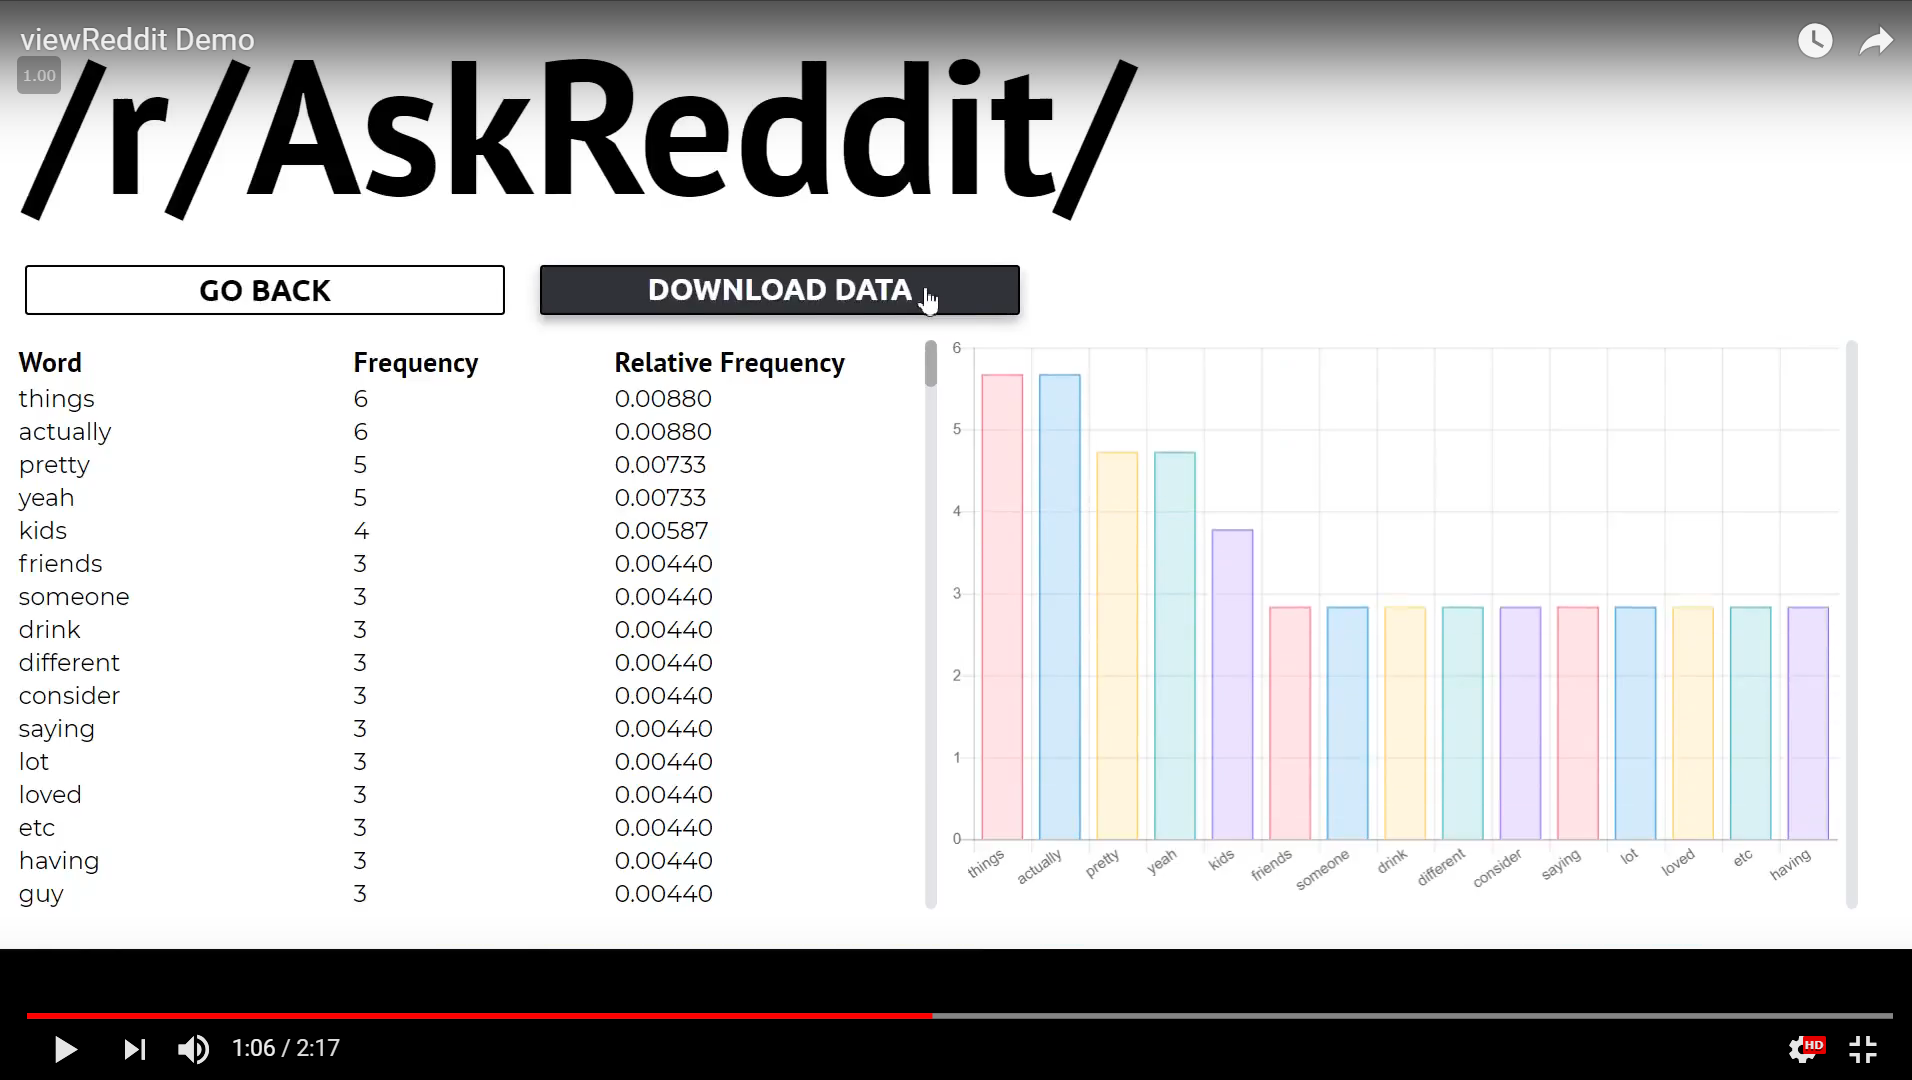 viewReddit Demo
1.00
/r/AskReddit/
GO BACK
DOWNLOAD DATA
Word Frequency Relative Frequency
things 6 0.00880
actually 6 0.00880
pretty 5 0.00733
yeah 5 0.00733
kids 4 0.00587
friends 3 0.00440
someone 3 0.00440
drink 3 0.00440
different 3 0.00440
consider 3 0.00440
saying 3 0.00440
lot 3 0.00440
loved 3 0.00440
etc 3 0.00440
having 3 0.00440
guy 3 0.00440
6
5
4
3
2
1
0
things actually pretty yeah kids friends someone drink different consider saying lot loved etc having
1:06 / 2:17
HD